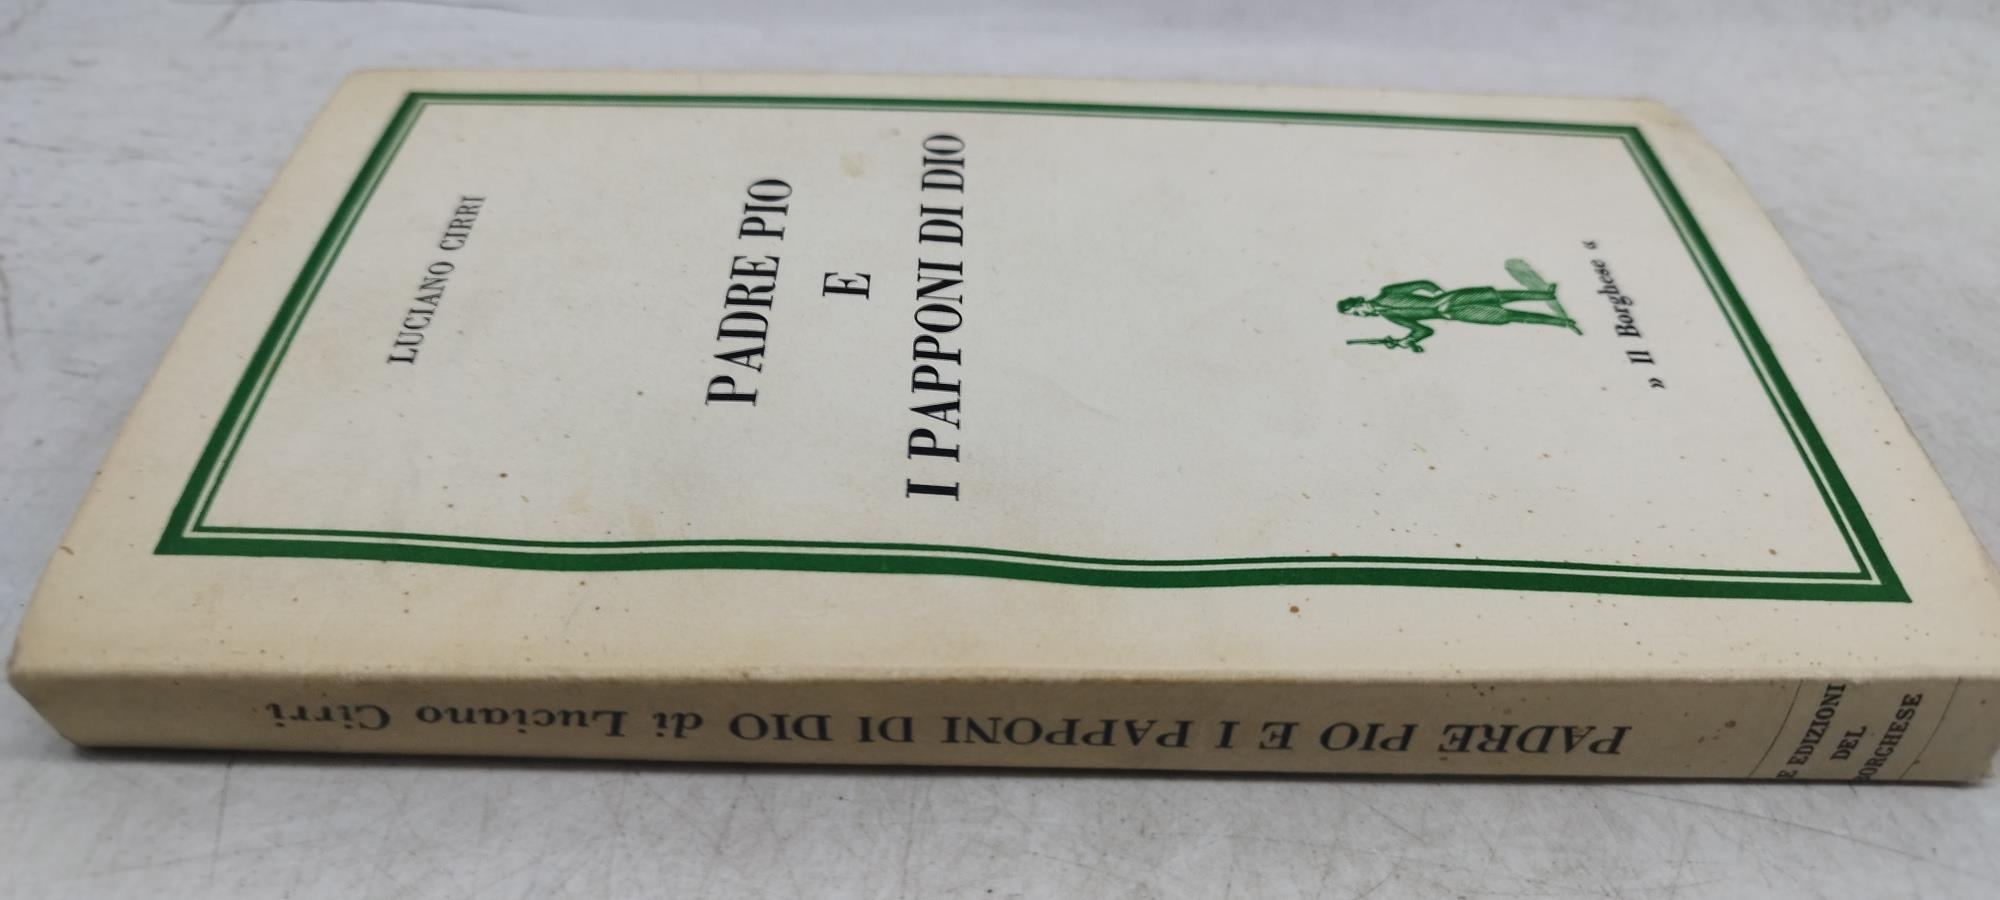 LUCIANO CIRRI
PADRE PIO
E
I PAPPONI DI DIO
» Il Borghese «
PADRE PIO E I PAPPONI DI DIO di Luciano Cirri
E EDIZIONI
DEL
BORGHESE